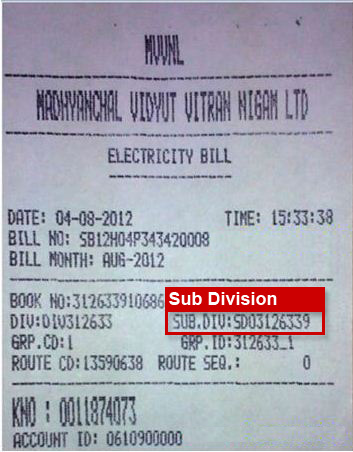 MVVNL
MADHYANCHAL VIDYUT VITRAN NIGAM LTD
ELECTRICITY BILL
DATE: 04-08-2012 TIME: 15:33:38
BILL NO: SB12H04P343420008
BILL MONTH: AUG-2012
BOOK NO:312633910686 Sub Division
DIV:DIV312633 SUB.DIV:SDO3126339
GRP.CD:1 GRP.ID:312633_1
ROUTE CD:13590638 ROUTE SEQ.: 0
KNO : 0011874073
ACCOUNT ID: 0610900000